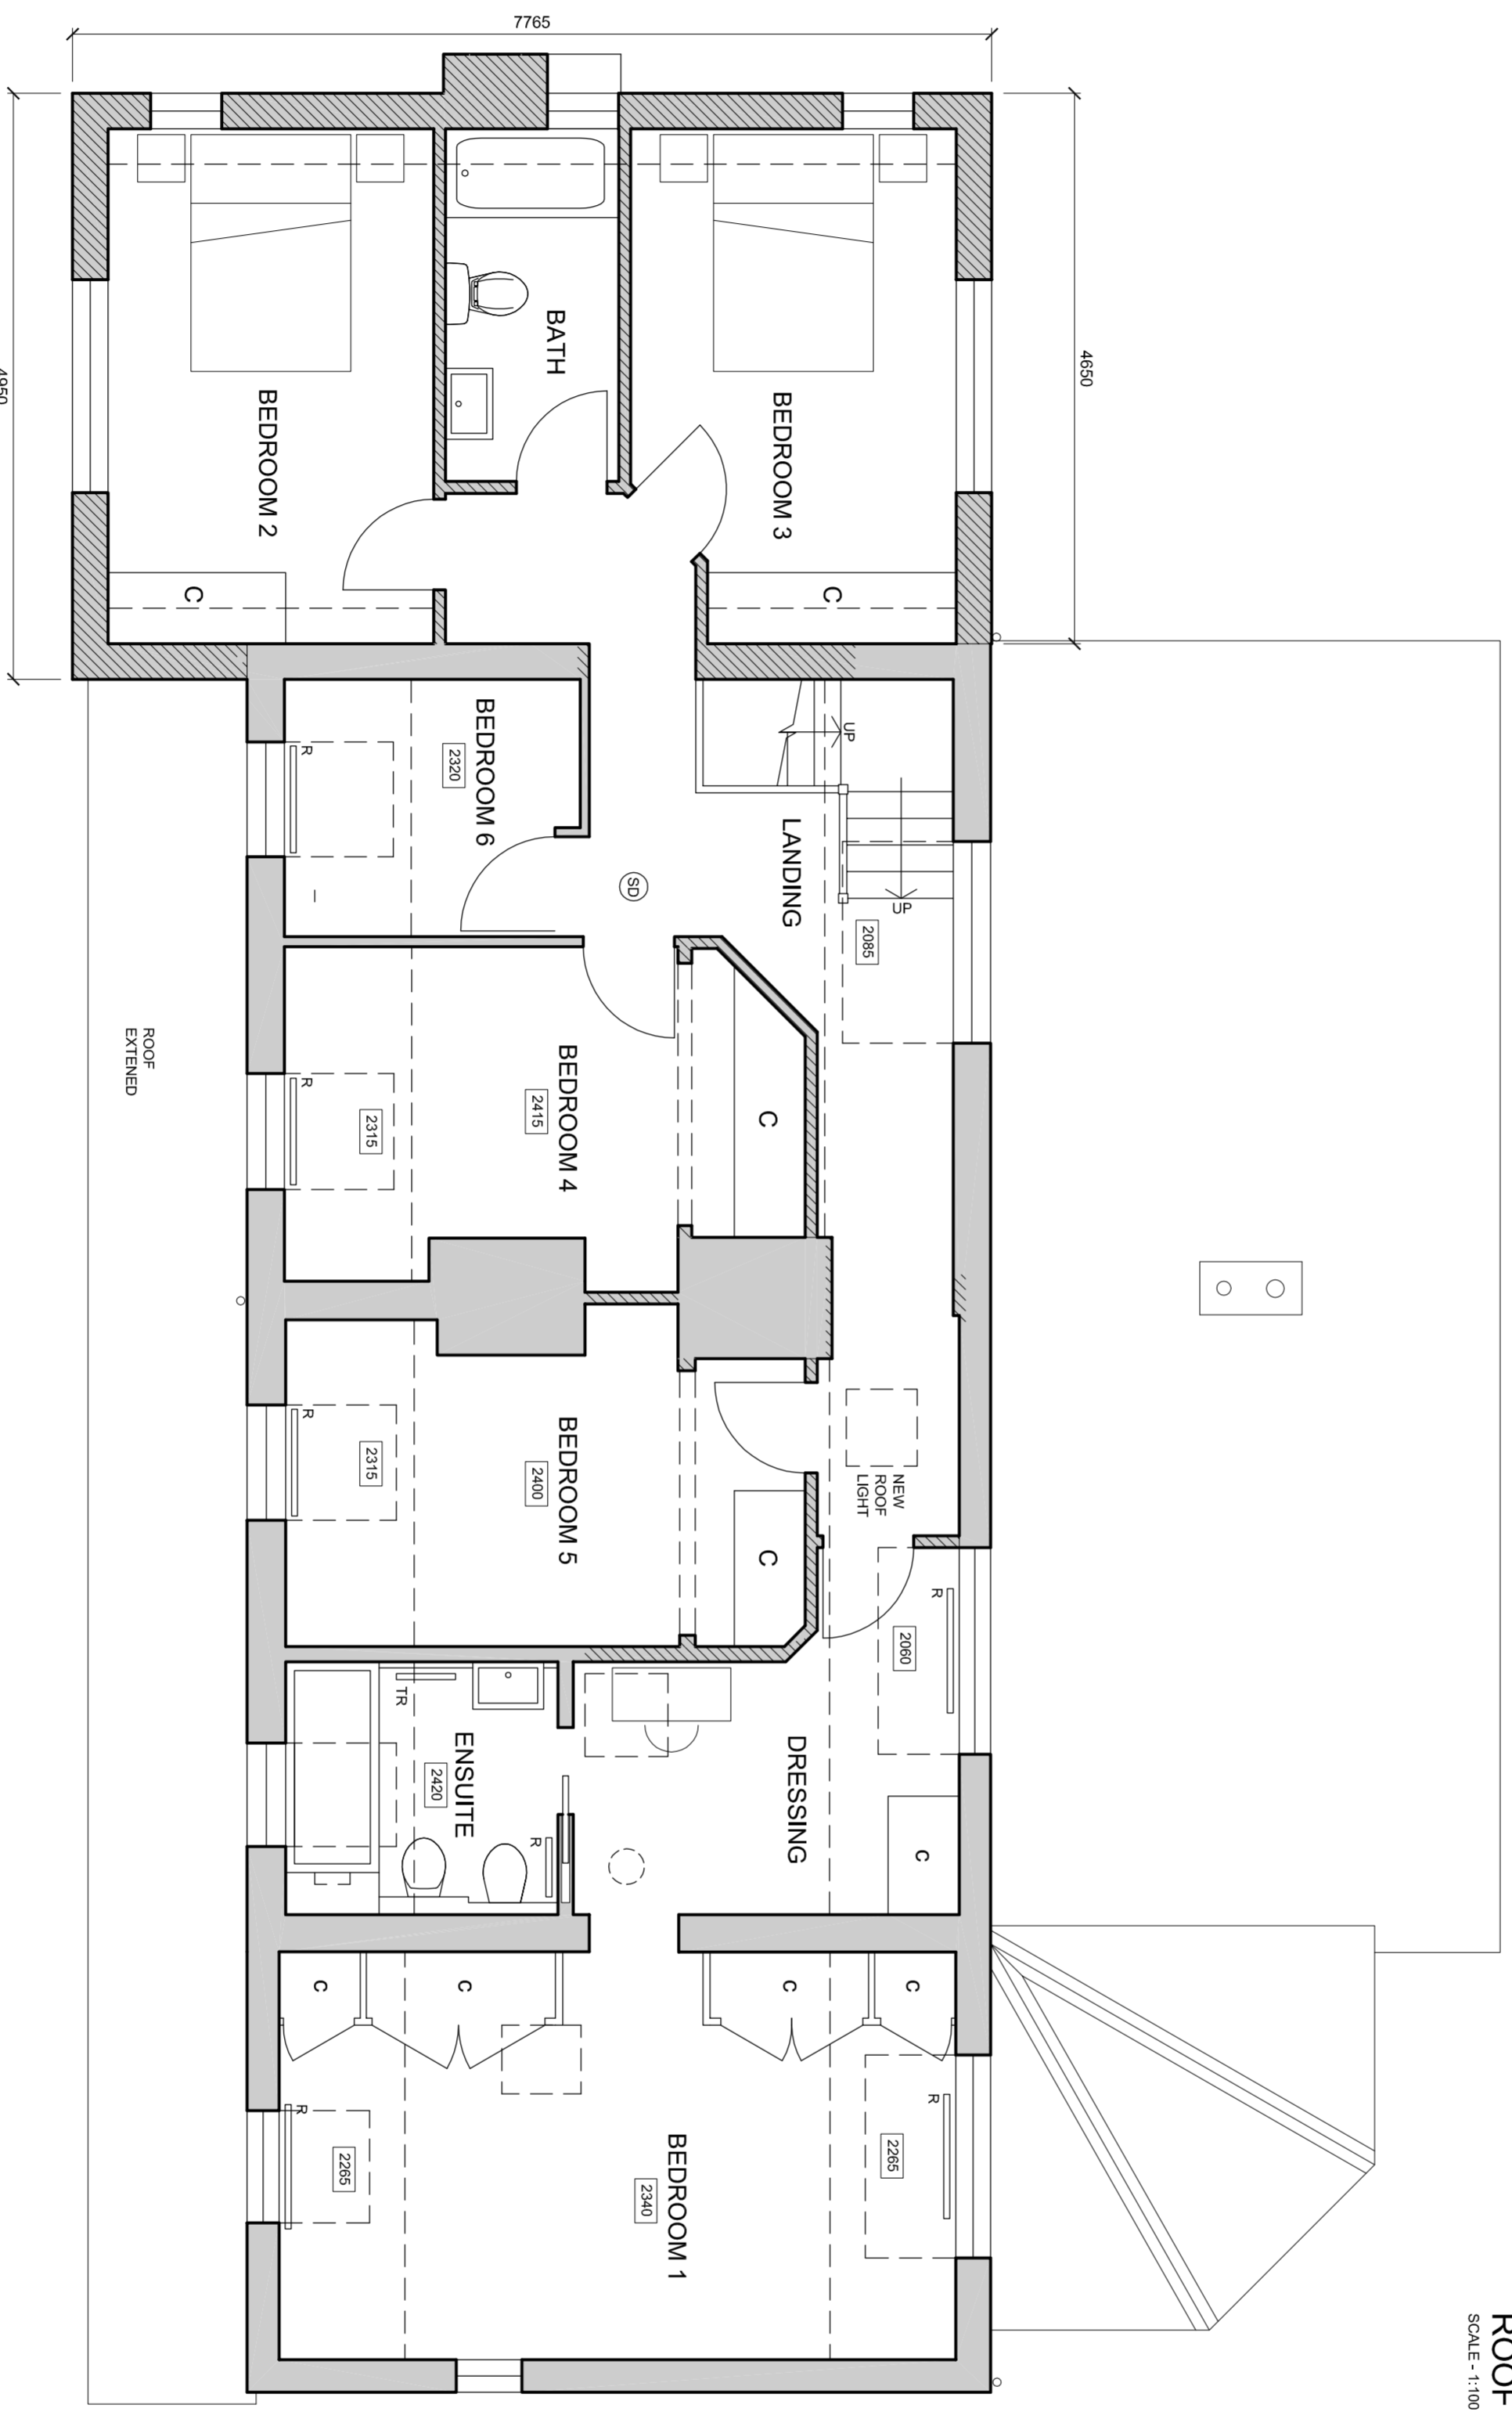 7765
4650
4950
BEDROOM 2
C
BATH
BEDROOM 3
C
UP
UP
LANDING
2085
SD
BEDROOM 6
2320
R
ROOF
EXTENED
BEDROOM 4
2415
2315
R
C
BEDROOM 5
2400
2315
R
C
NEW
ROOF
LIGHT
2060
R
DRESSING
C
ENSUITE
2420
TR
R
C
C
C
C
BEDROOM 1
2340
2265
R
2265
R
ROOF
SCALE - 1:100